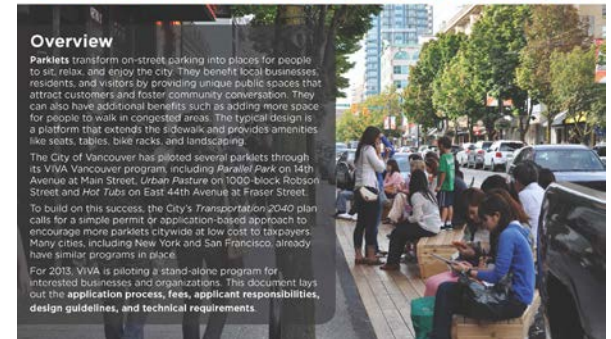 Overview
Parklets transform on-street parking into places for people
to sit, relax, and enjoy the city. They benefit local businesses,
residents, and visitors by providing unique public spaces that
attract customers and foster community conversation. They
can also have additional benefits such as adding more space
for people to walk in congested areas. The typical design is
a platform that extends the sidewalk and provides amenities
like seats, tables, bike racks, and landscaping.
The City of Vancouver has piloted several parklets through
its VIVA Vancouver program, including Parallel Park on 14th
Avenue at Main Street, Urban Pasture on 1000-block Robson
Street and Hot Tubs on East 44th Avenue at Fraser Street.
To build on this success, the City's Transportation 2040 plan
calls for a simple permit or application-based approach to
encourage more parklets citywide at low cost to taxpayers.
Many cities, including New York and San Francisco, already
have similar programs in place.
For 2013, VIVA is piloting a stand-alone program for
interested businesses and organizations. This document lays
out the application process, fees, applicant responsibilities,
design guidelines, and technical requirements.